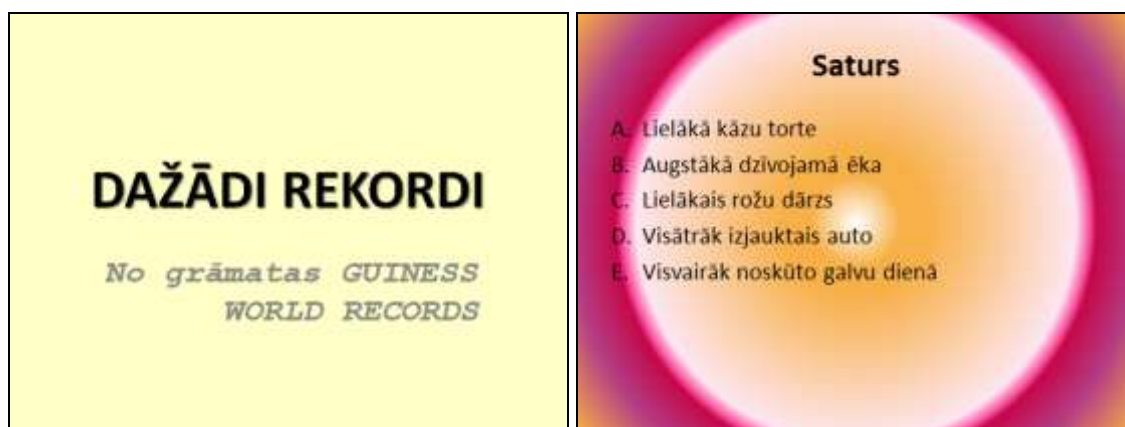 DAŽĀDI REKORDI
No grāmatas GUINESS
WORLD RECORDS
Saturs
A. Lielākā kāzu torte
B. Augstākā dzīvojamā ēka
C. Lielākais rožu dārzs
D. Visātrāk izjauktais auto
E. Visvairāk noskūto galvu dienā